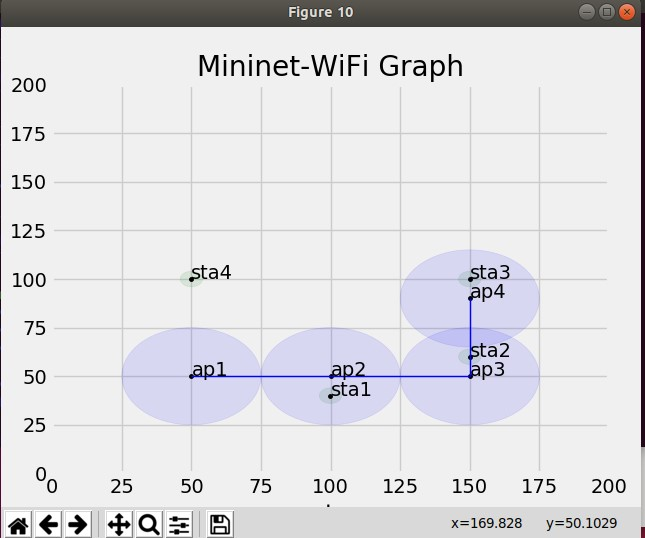 Figure 10
Mininet-WiFi Graph
200
175
150
125
100
75
50
25
0
sta4
sta3
ap4
sta2
ap1
ap2
ap3
sta1
0 25 50 75 100 125 150 175 200
x=169.828 y=50.1029